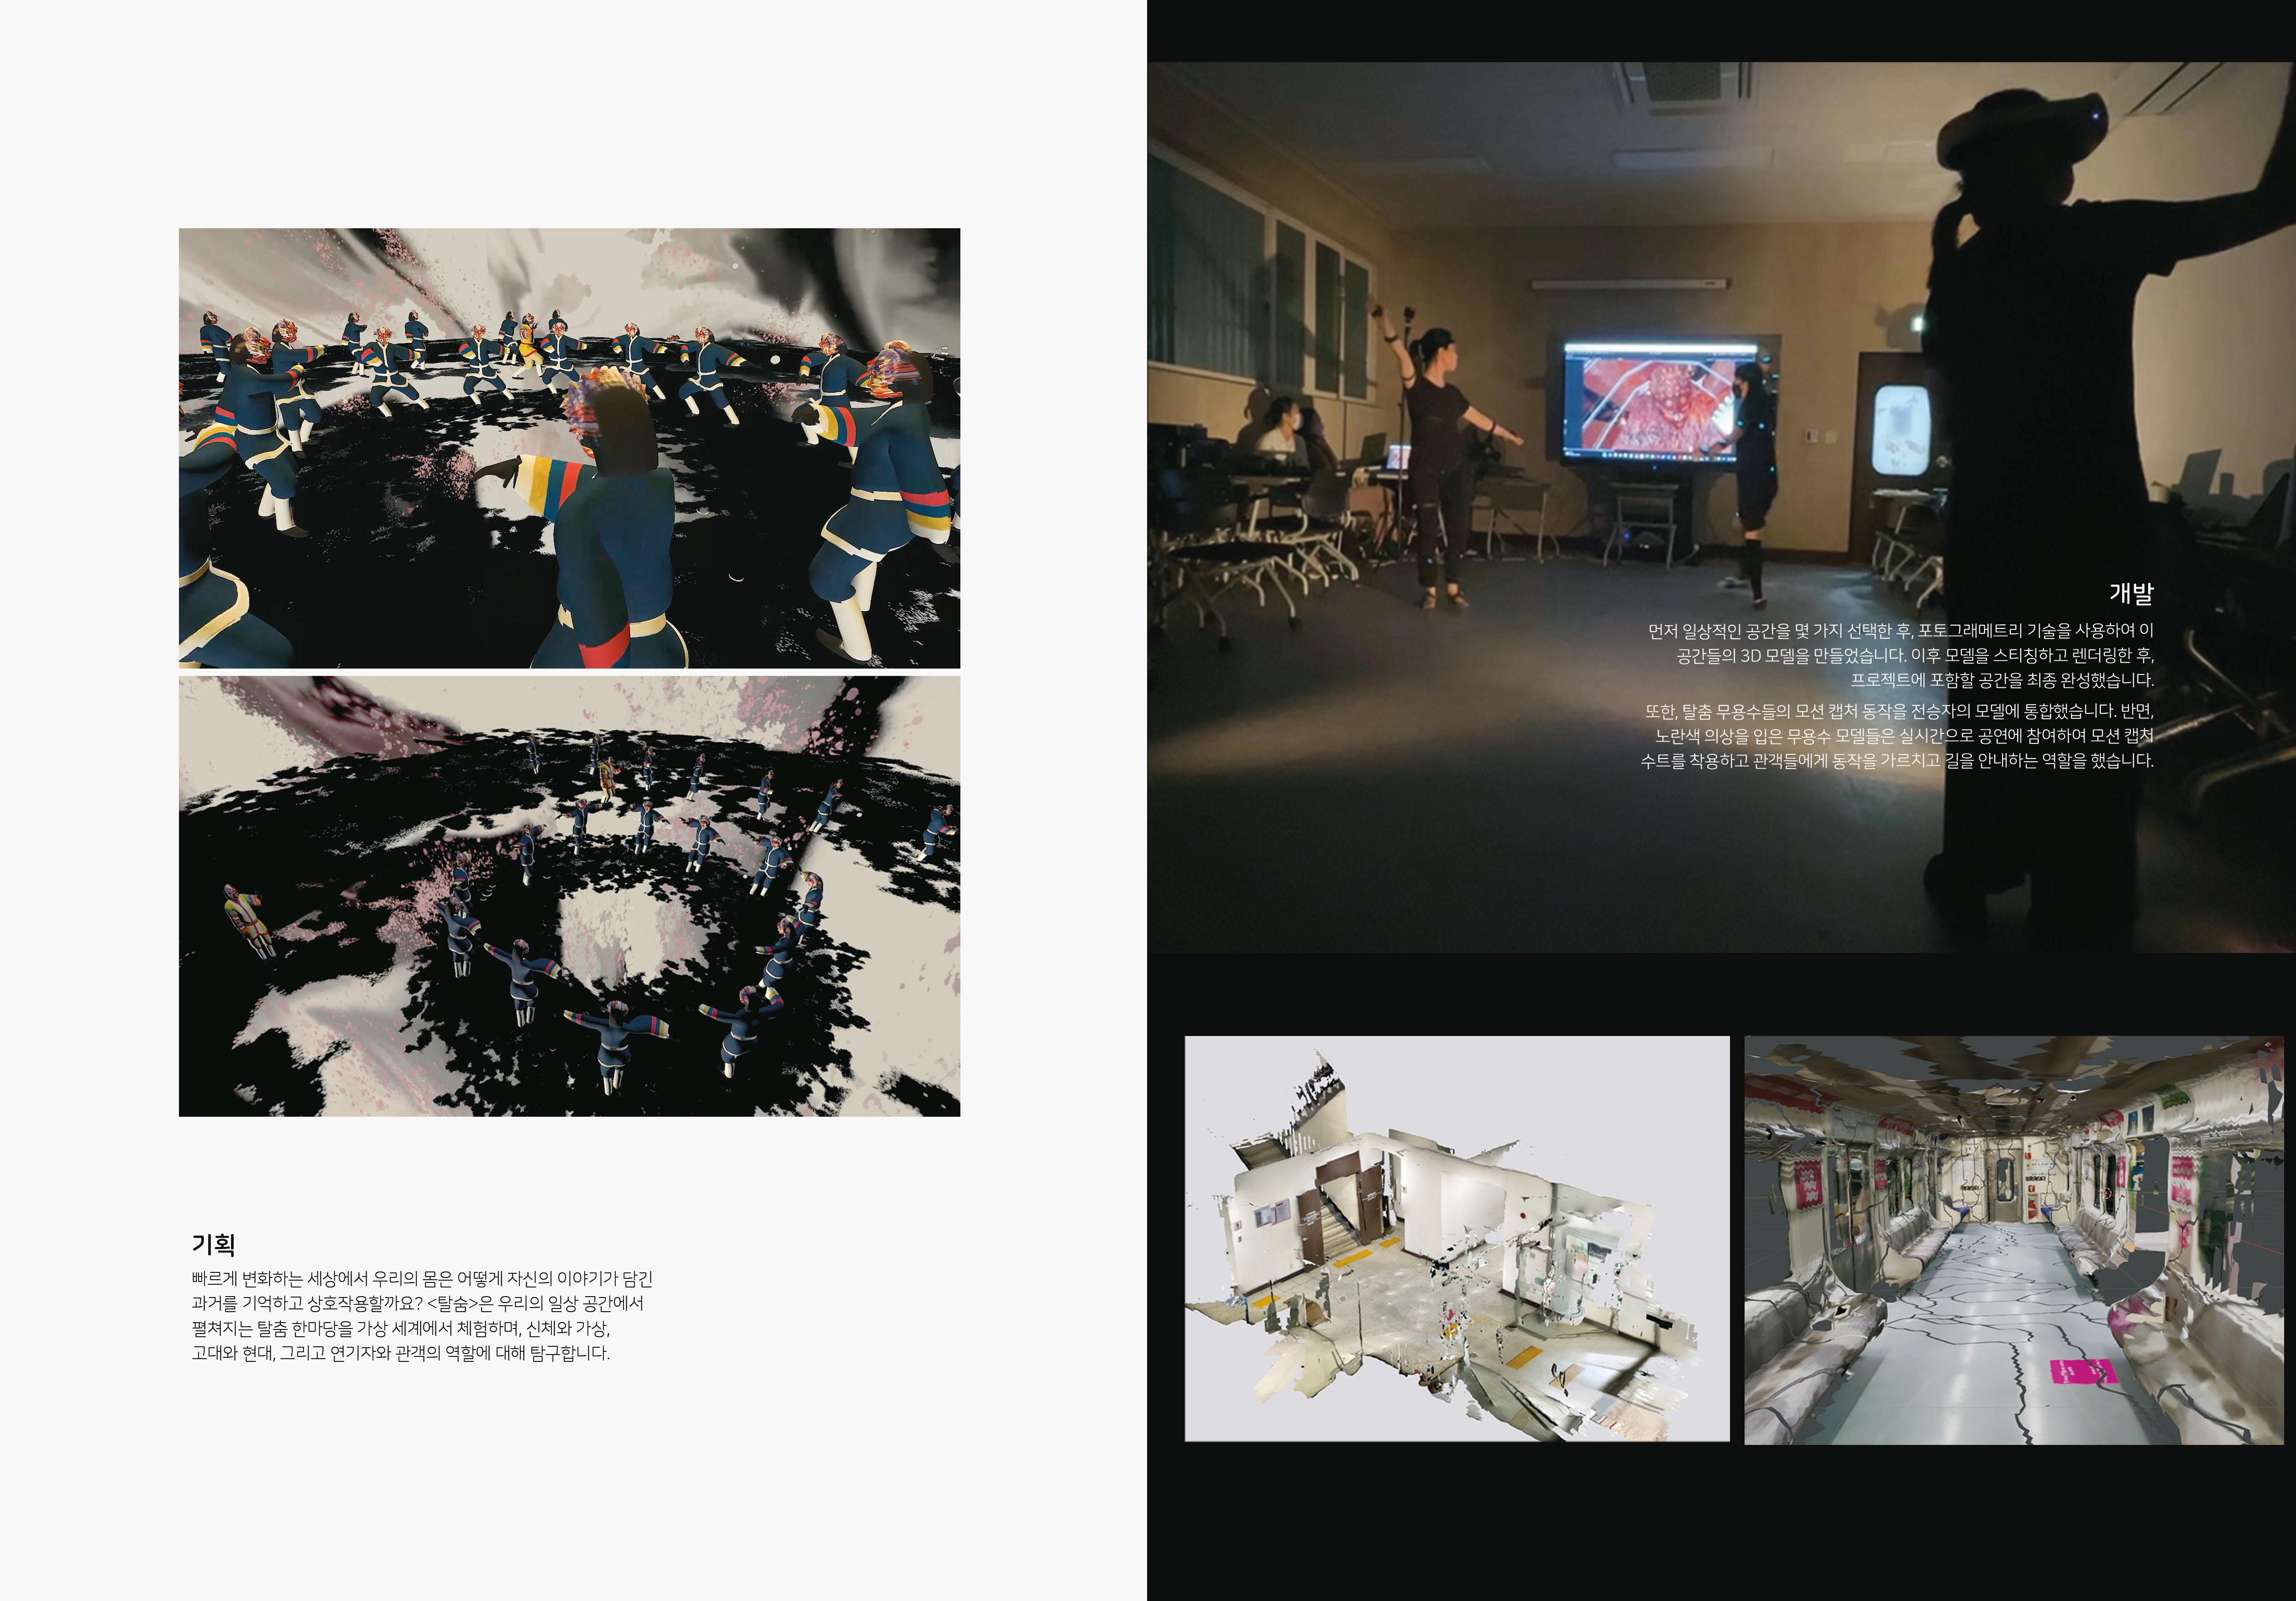 기획
빠르게 변화하는 세상에서 우리의 몸은 어떻게 자신의 이야기가 담긴
과거를 기억하고 상호작용할까요? <탈숨>은 우리의 일상 공간에서
펼쳐지는 탈춤 한마당을 가상 세계에서 체험하며, 신체와 가상,
고대와 현대, 그리고 연기자와 관객의 역할에 대해 탐구합니다.
개발
먼저 일상적인 공간을 몇 가지 선택한 후, 포토그래메트리 기술을 사용하여 이
공간들의 3D 모델을 만들었습니다. 이후 모델을 스티칭하고 렌더링한 후,
프로젝트에 포함할 공간을 최종 완성했습니다.
또한, 탈춤 무용수들의 모션 캡처 동작을 전승자의 모델에 통합했습니다. 반면,
노란색 의상을 입은 무용수 모델들은 실시간으로 공연에 참여하여 모션 캡처
수트를 착용하고 관객들에게 동작을 가르치고 길을 안내하는 역할을 했습니다.